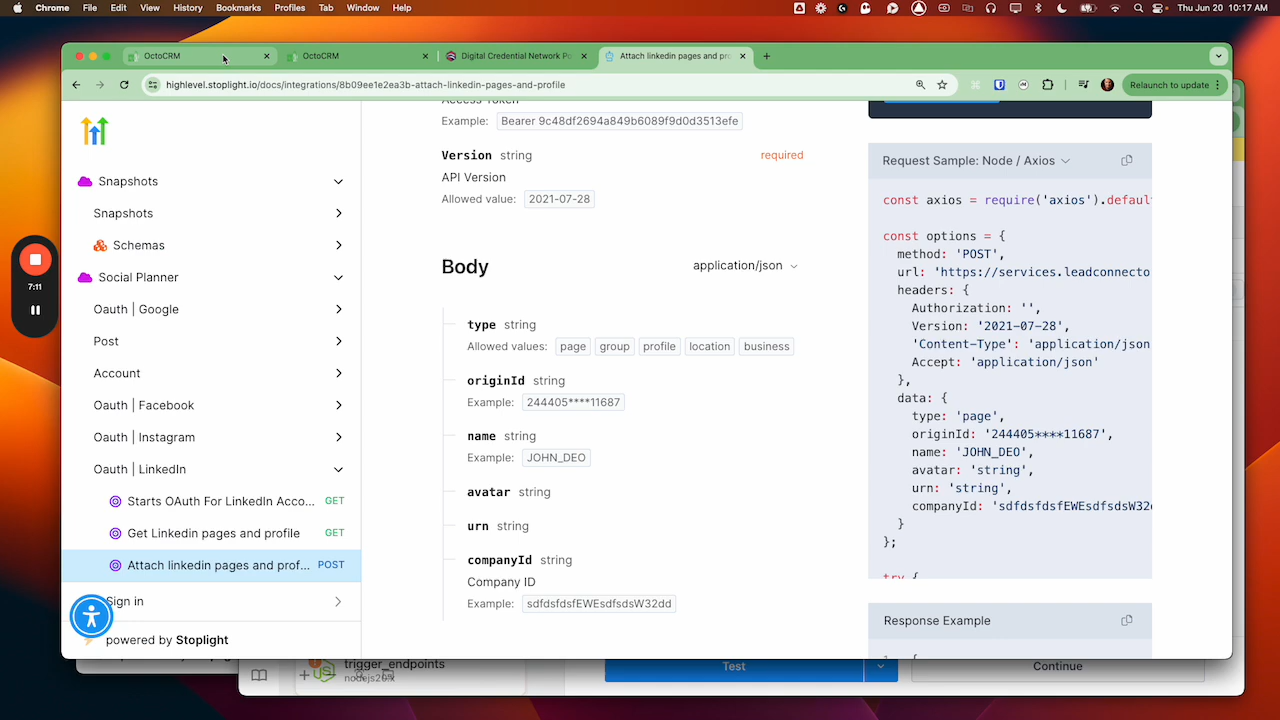 Chrome File Edit View History Bookmarks Profiles Tab Window Help Thu Jun 20 10:17 AM
OctoCRM
OctoCRM
Digital Credential Network Po
Attach linkedin pages and pr
highlevel.stoplight.io/docs/integrations/8b09ee1e2ea3b-attach-linkedin-pages-and-profile
Relaunch to update
7:11
Snapshots
Snapshots
Schemas
Social Planner
Oauth | Google
Post
Account
Oauth | Facebook
Oauth | Instagram
Oauth | LinkedIn
Starts OAuth For LinkedIn Acco... GET
Get Linkedin pages and profile GET
Attach linkedin pages and prof... POST
Sign in
powered by Stoplight
Access Token
Example: Bearer 9c48df2694a849b6089f9d0d3513efe
Version string required
API Version
Allowed value: 2021-07-28
Body application/json
type string
Allowed values: page group profile location business
originId string
Example: 244405****11687
name string
Example: JOHN_DEO
avatar string
urn string
companyId string
Company ID
Example: sdfdsfdsfEWEsdfsdsW32dd
Request Sample: Node / Axios
const axios = require('axios').defaul
const options = {
method: 'POST',
url: 'https://services.leadconnecto
headers: {
Authorization: '',
Version: '2021-07-28',
'Content-Type': 'application/json
Accept: 'application/json'
},
data: {
type: 'page',
originId: '244405****11687',
name: 'JOHN_DEO',
avatar: 'string',
urn: 'string',
companyId: 'sdfdsfdsfEWEsdfsdsW32
}
};
try {
Response Example
1 {
trigger_endpoints
nodejs20.x
Test
Continue